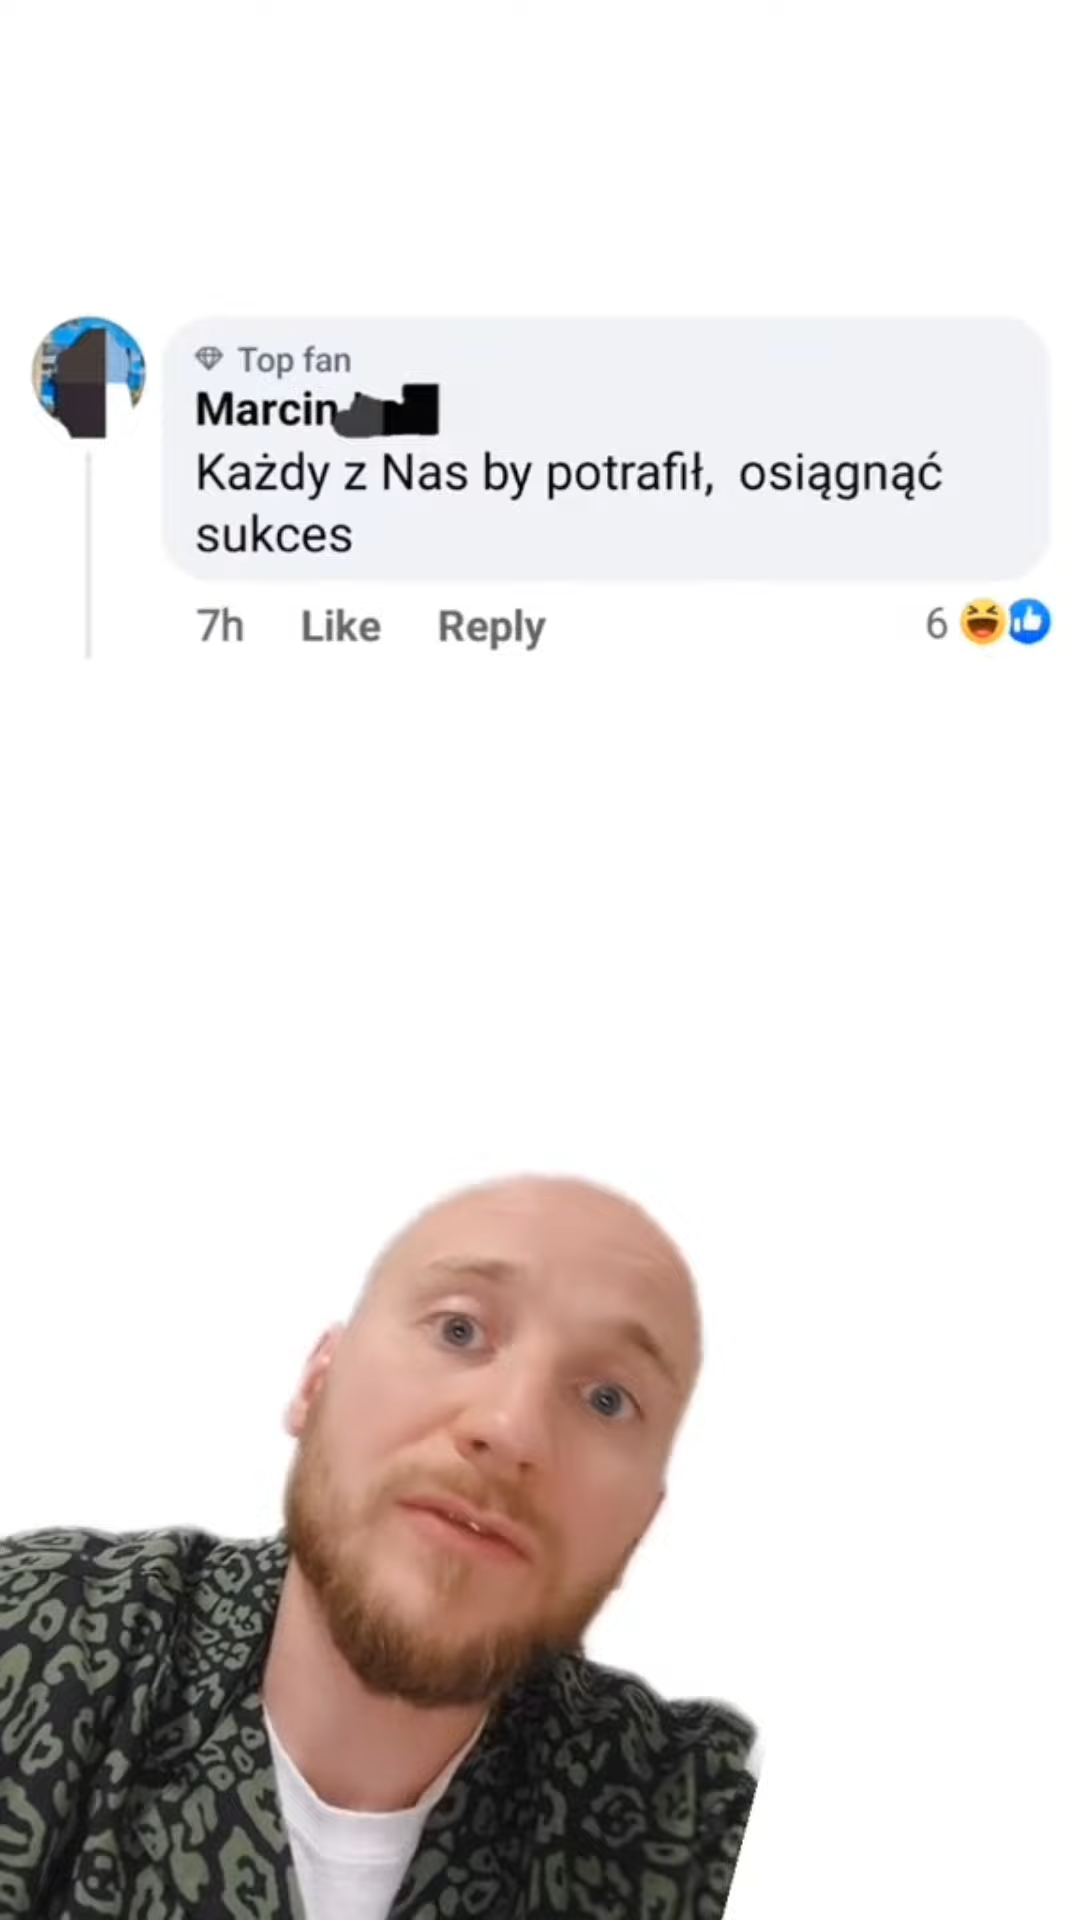 Top fan
Marcin
Każdy z Nas by potrafił,  osiągnąć
sukces
7h Like Reply 6